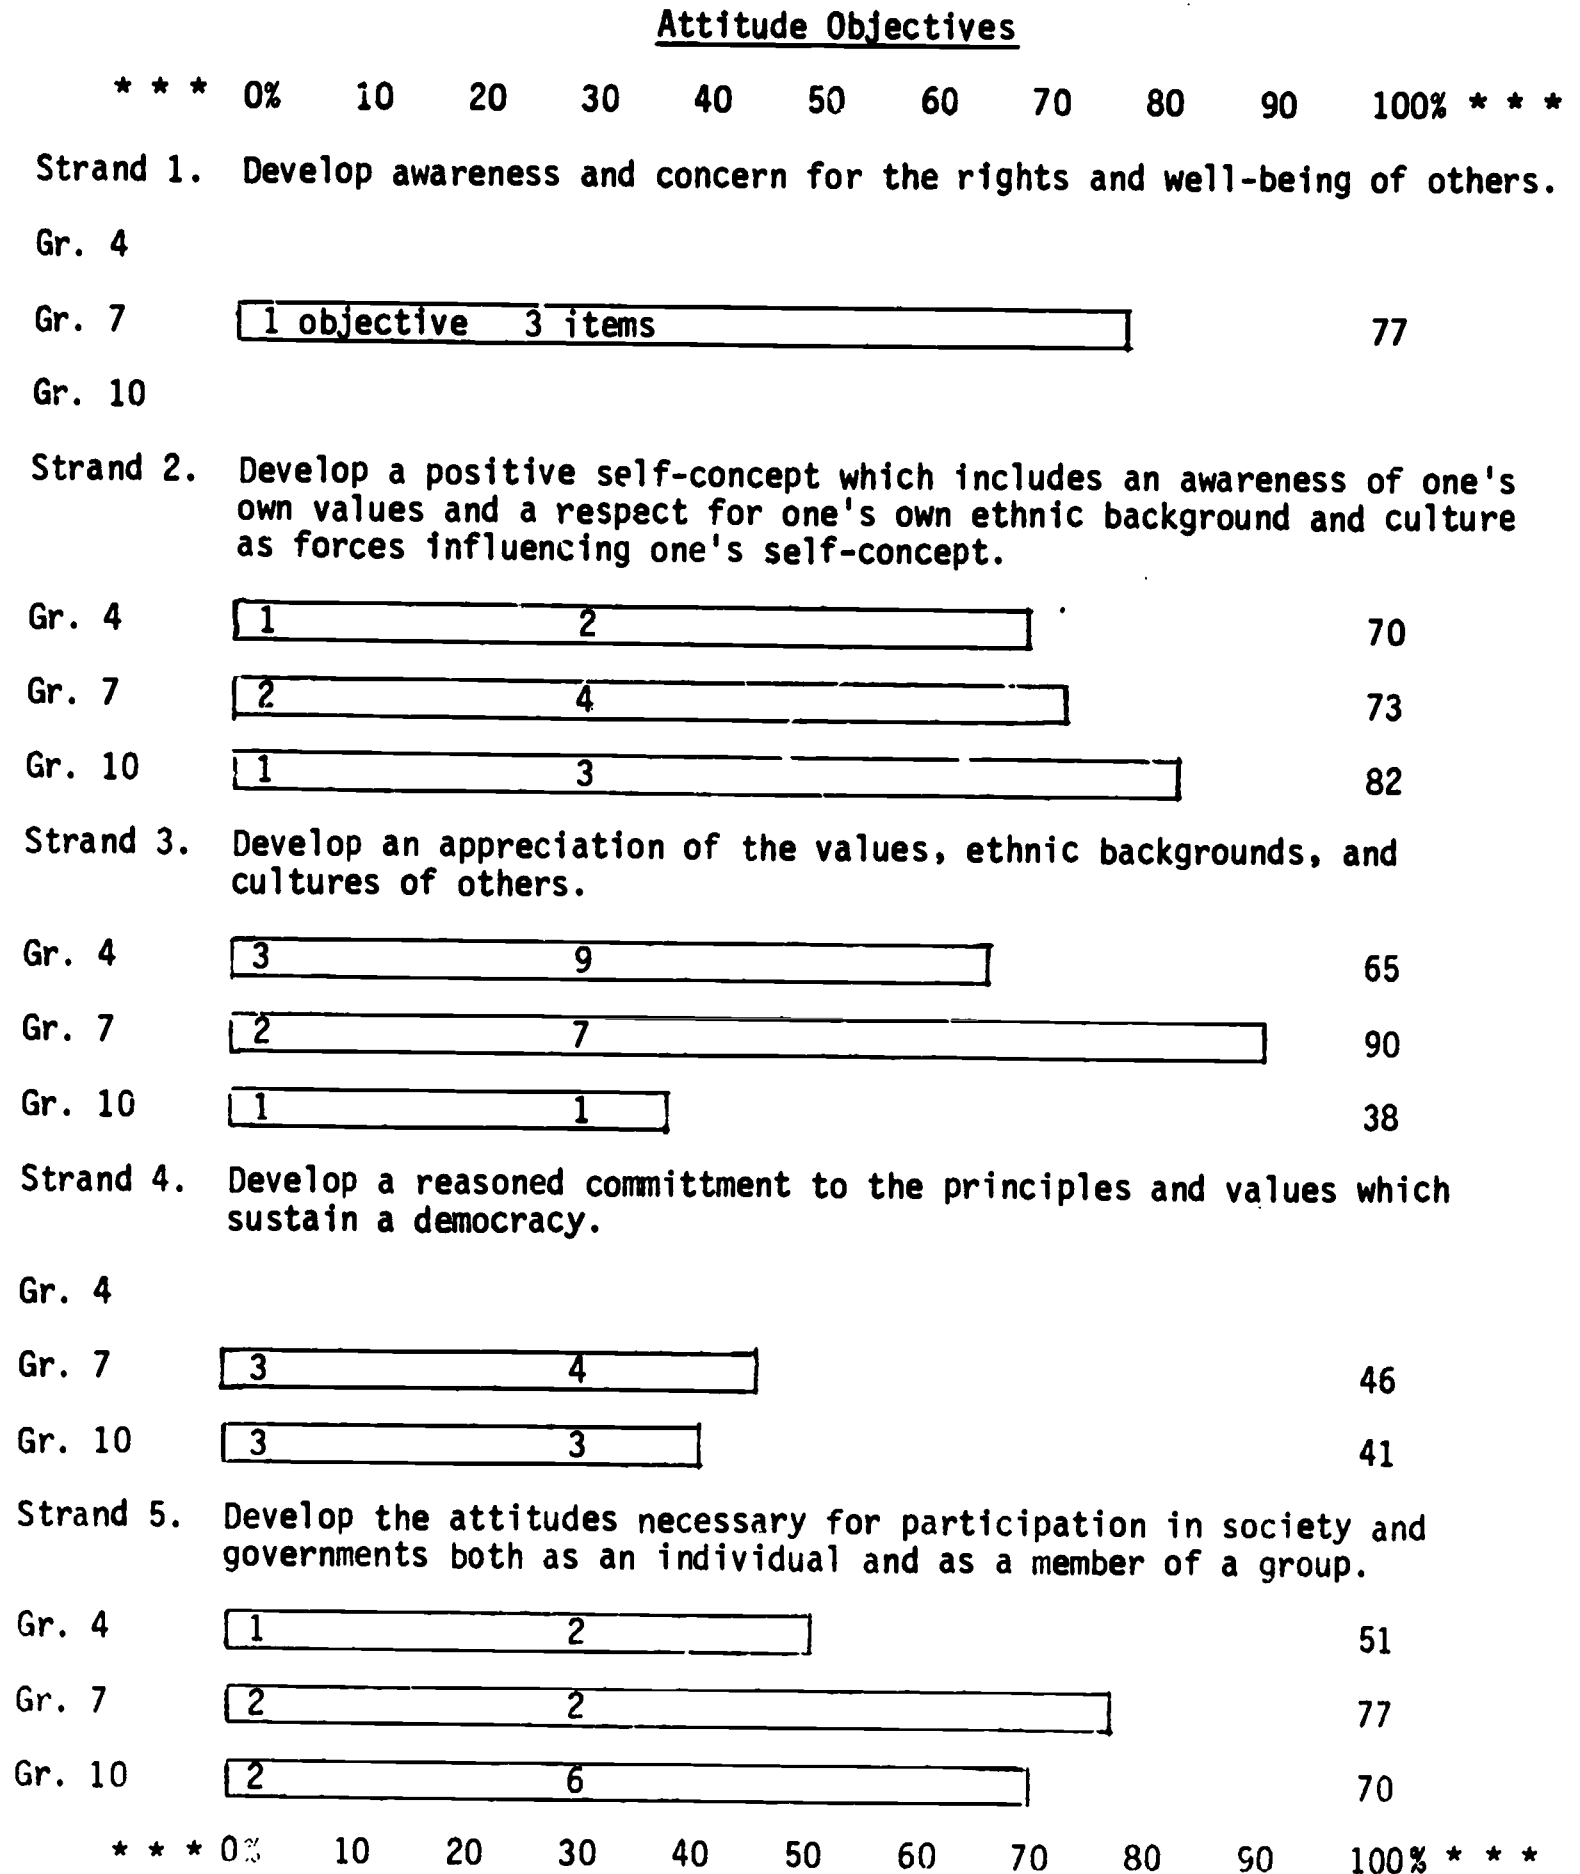 Attitude Objectives
* * * 0% 10 20 30 40 50 60 70 80 90 100% * * *
Strand 1. Develop awareness and concern for the rights and well-being of others.
Gr. 4
Gr. 7 1 objective 3 items 77
Gr. 10
Strand 2. Develop a positive self-concept which includes an awareness of one's
own values and a respect for one's own ethnic background and culture
as forces influencing one's self-concept.
Gr. 4 1 2 70
Gr. 7 2 4 73
Gr. 10 1 3 82
Strand 3. Develop an appreciation of the values, ethnic backgrounds, and
cultures of others.
Gr. 4 3 9 65
Gr. 7 2 7 90
Gr. 10 1 1 38
Strand 4. Develop a reasoned committment to the principles and values which
sustain a democracy.
Gr. 4
Gr. 7 3 4 46
Gr. 10 3 3 41
Strand 5. Develop the attitudes necessary for participation in society and
governments both as an individual and as a member of a group.
Gr. 4 1 2 51
Gr. 7 2 2 77
Gr. 10 2 6 70
* * * 0% 10 20 30 40 50 60 70 80 90 100% * * *